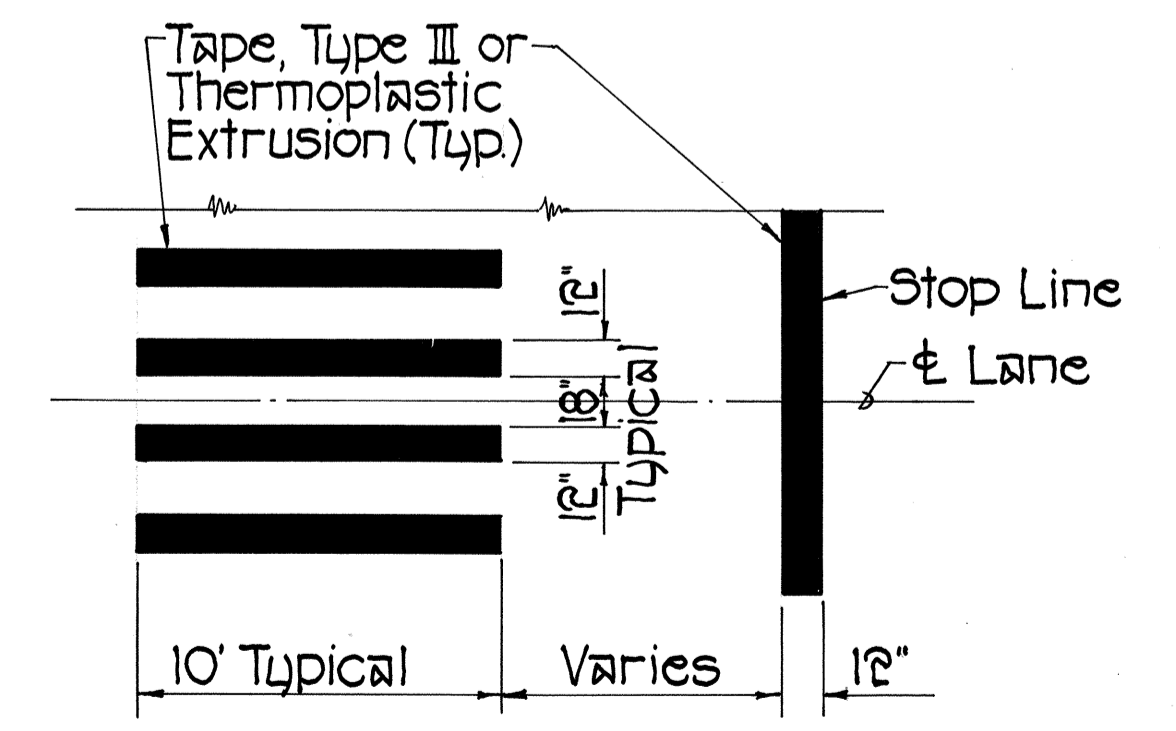 Tape, Type III or
Thermoplastic
Extrusion (Typ.)
12"
Stop Line
℄ Lane
18"
Typical
12"
10' Typical
Varies
12"